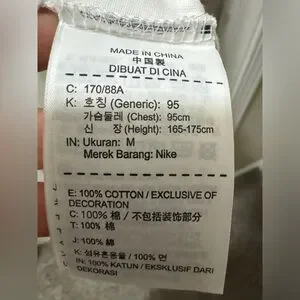 MADE IN CHINA
中国製
DIBUAT DI CINA
C: 170/88A
K: 호칭 (Generic): 95
가슴둘레 (Chest): 95cm
신 장 (Height): 165-175cm
IN: Ukuran: M
Merek Barang: Nike
E: 100% COTTON / EXCLUSIVE OF
DECORATION
C: 100% 棉 / 不包括装饰部分
T: 100% 棉
J: 100% 綿
K: 섬유혼용율 / 100% 면
IN: 100% KATUN / EKSKLUSIF DARI
DEKORASI